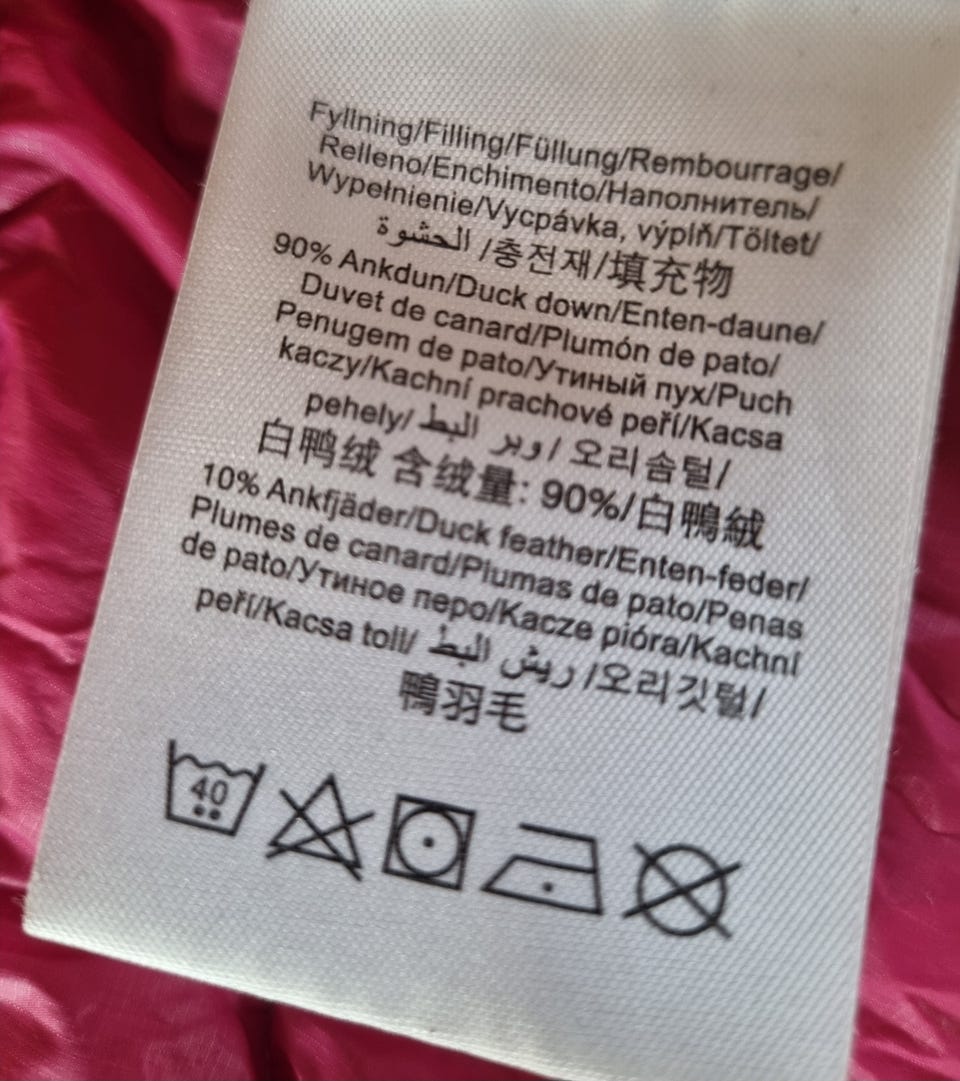 Fyllning/Filling/Füllung/Rembourrage/
Relleno/Enchimento/Наполнитель/
Wypełnienie/Vycpávka, výplň/Töltet/
الحشوة /충전재/填充物
90% Ankdun/Duck down/Enten-daune/
Duvet de canard/Plumón de pato/
Penugem de pato/Утиный пух/Puch
kaczy/Kachní prachové peří/Kacsa
pehely/ وبر البط/ 오리솜털/
白鸭绒 含绒量: 90%/白鴨絨
10% Ankfjäder/Duck feather/Enten-feder/
Plumes de canard/Plumas de pato/Penas
de pato/Утиное перо/Kacze pióra/Kachní
peří/Kacsa toll/ ريش البط /오리깃털/
鴨羽毛
40